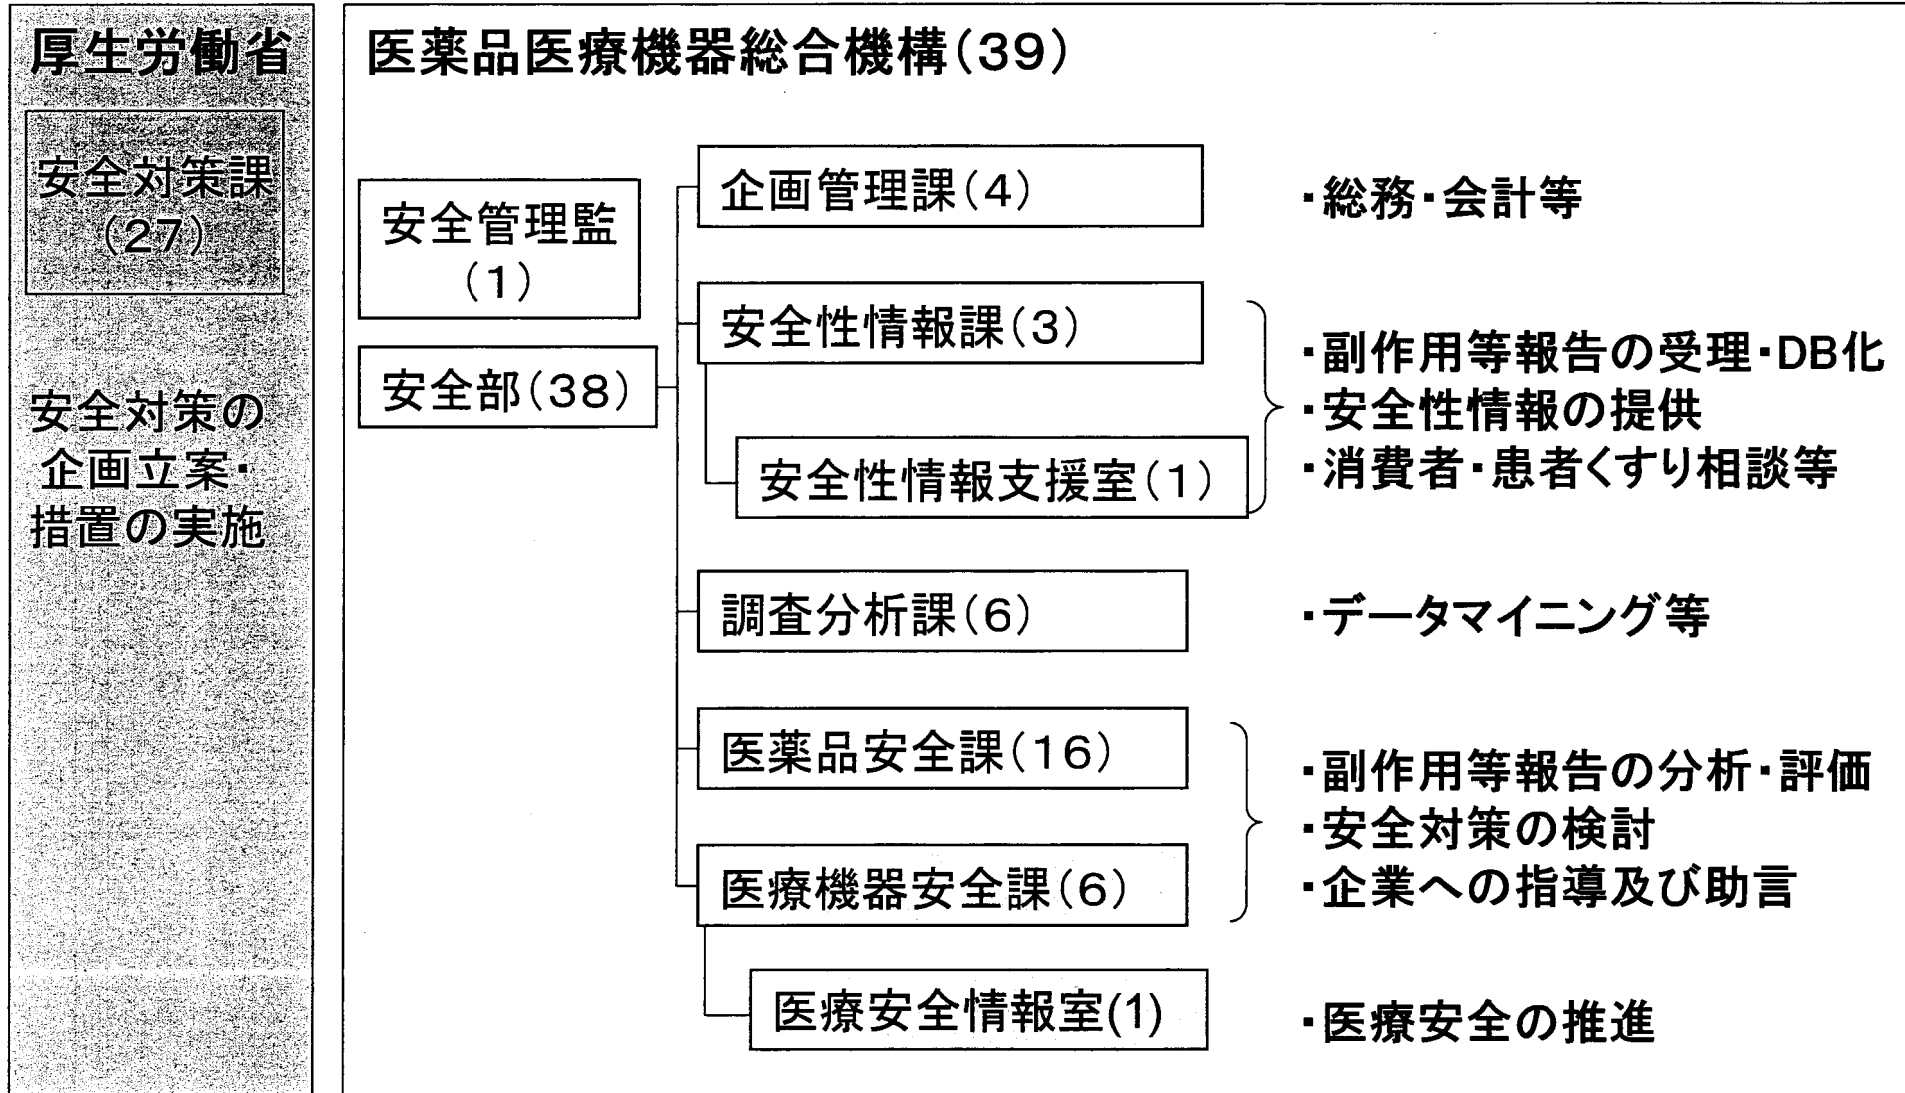 厚生労働省
安全対策課
(27)
安全対策の
企画立案・
措置の実施
医薬品医療機器総合機構(39)
安全管理監
(1)
安全部(38)
企画管理課(4)
・総務・会計等
安全性情報課(3)
安全性情報支援室(1)
・副作用等報告の受理・DB化
・安全性情報の提供
・消費者・患者くすり相談等
調査分析課(6)
・データマイニング等
医薬品安全課(16)
医療機器安全課(6)
・副作用等報告の分析・評価
・安全対策の検討
・企業への指導及び助言
医療安全情報室(1)
・医療安全の推進